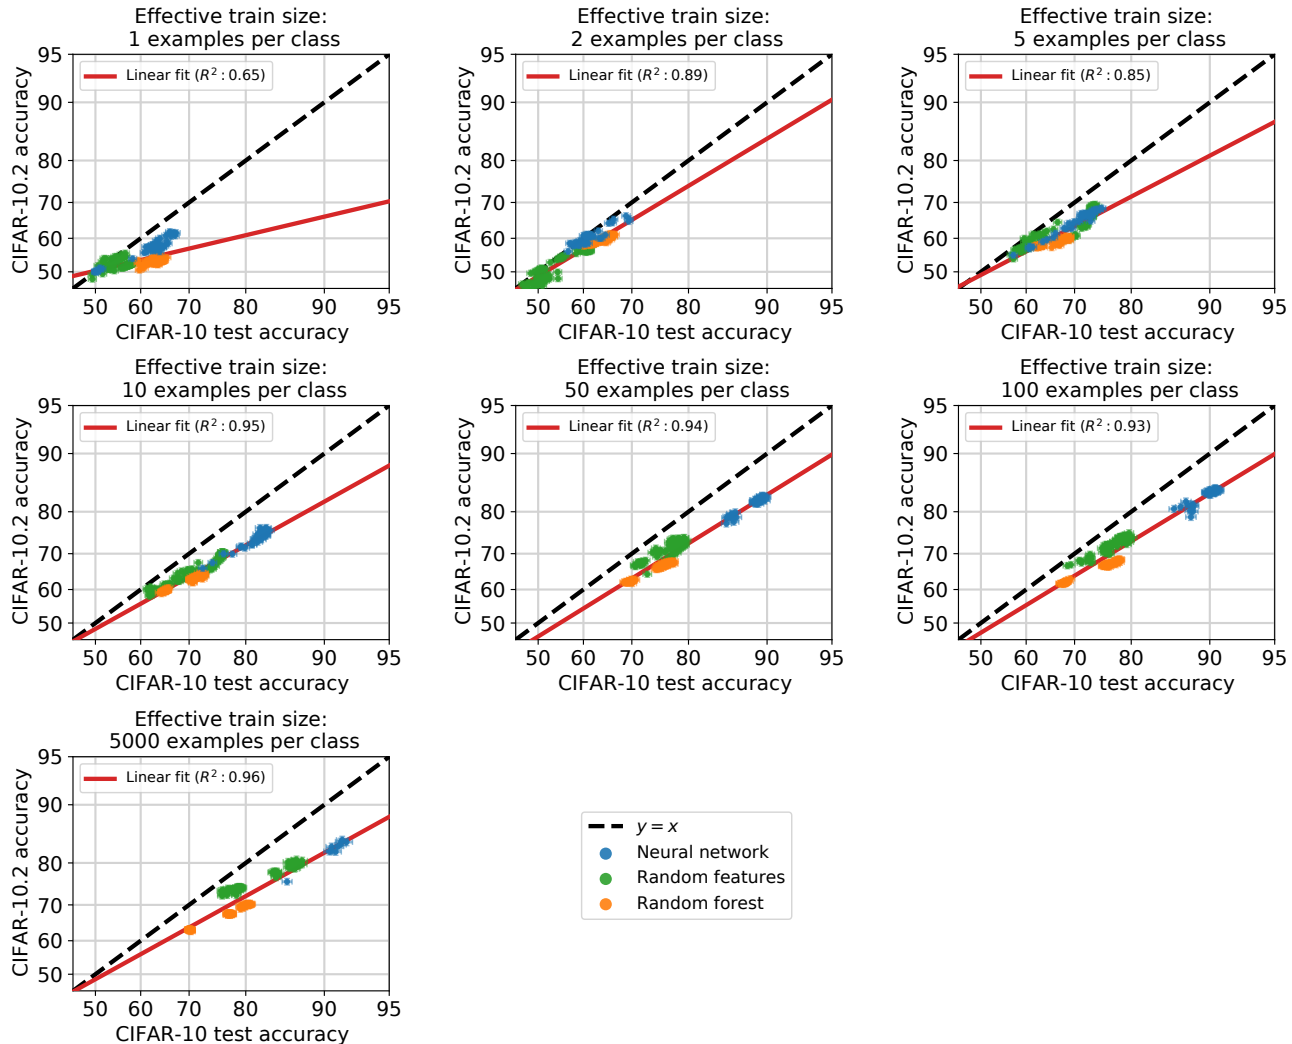 Effective train size:
1 examples per class
95
90
80
70
60
50
CIFAR-10.2 accuracy
Linear fit (R²: 0.65)
50 60 70 80 90 95
CIFAR-10 test accuracy
Effective train size:
2 examples per class
95
90
80
70
60
50
CIFAR-10.2 accuracy
Linear fit (R²: 0.89)
50 60 70 80 90 95
CIFAR-10 test accuracy
Effective train size:
5 examples per class
95
90
80
70
60
50
CIFAR-10.2 accuracy
Linear fit (R²: 0.85)
50 60 70 80 90 95
CIFAR-10 test accuracy
Effective train size:
10 examples per class
95
90
80
70
60
50
CIFAR-10.2 accuracy
Linear fit (R²: 0.95)
50 60 70 80 90 95
CIFAR-10 test accuracy
Effective train size:
50 examples per class
95
90
80
70
60
50
CIFAR-10.2 accuracy
Linear fit (R²: 0.94)
50 60 70 80 90 95
CIFAR-10 test accuracy
Effective train size:
100 examples per class
95
90
80
70
60
50
CIFAR-10.2 accuracy
Linear fit (R²: 0.93)
50 60 70 80 90 95
CIFAR-10 test accuracy
Effective train size:
5000 examples per class
95
90
80
70
60
50
CIFAR-10.2 accuracy
Linear fit (R²: 0.96)
50 60 70 80 90 95
CIFAR-10 test accuracy
y = x
Neural network
Random features
Random forest